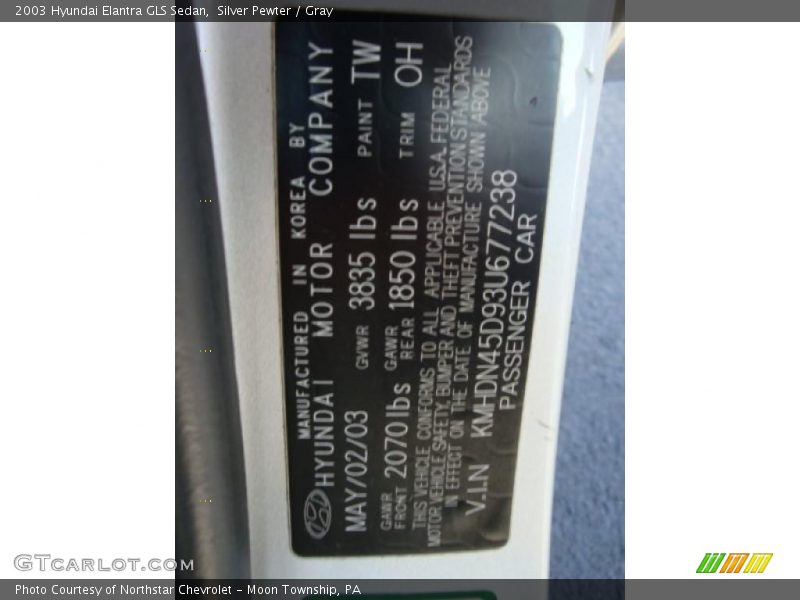 2003 Hyundai Elantra GLS Sedan,  Silver Pewter / Gray
MANUFACTURED IN KOREA BY
HYUNDAI MOTOR COMPANY
MAY/02/03 GVWR 3835 lbs PAINT TW
GAWR FRONT 2070 lbs GAWR REAR 1850 lbs TRIM OH
THIS VEHICLE CONFORMS TO ALL APPLICABLE U.S.A. FEDERAL
MOTOR VEHICLE SAFETY, BUMPER AND THEFT PREVENTION STANDARDS
IN EFFECT ON THE DATE OF MANUFACTURE SHOWN ABOVE
V.I.N KMHDN45D93U677238
PASSENGER CAR
GTcarlot.com
Photo Courtesy of Northstar Chevrolet - Moon Township, PA